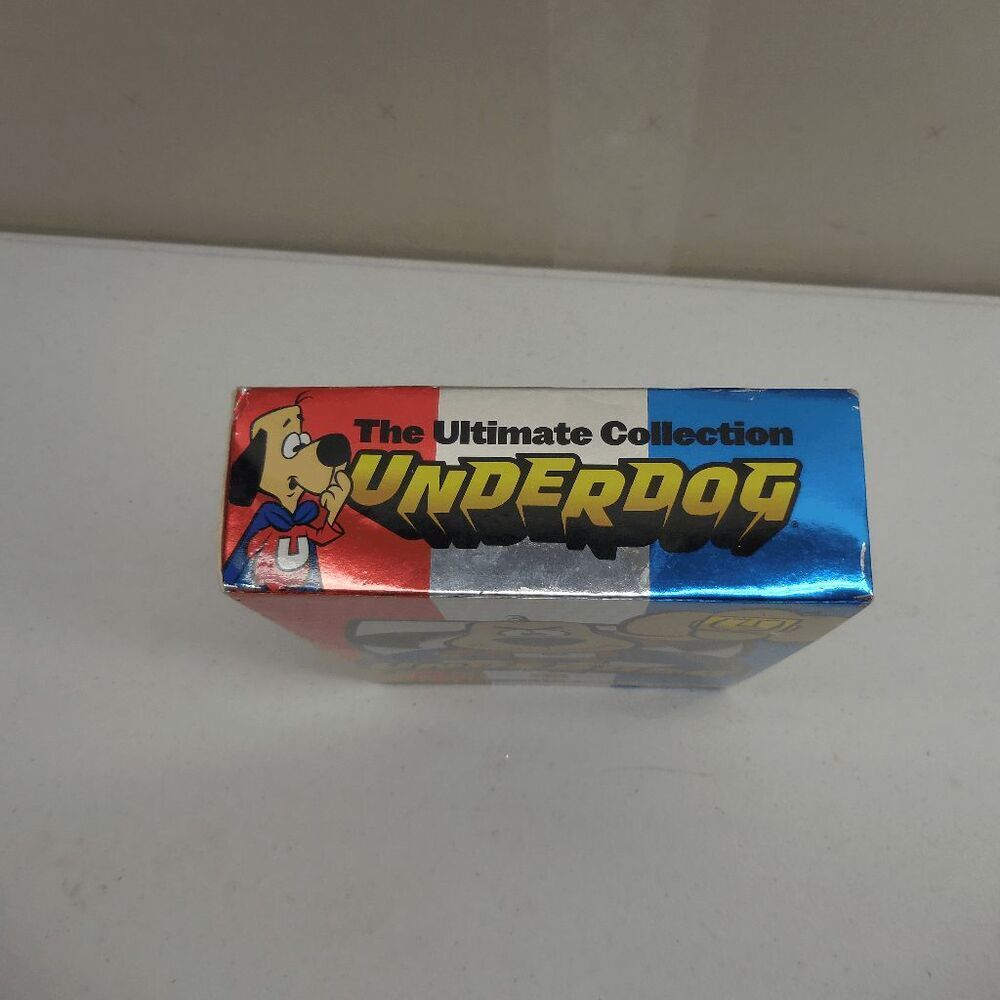 The Ultimate Collection
UNDERDOG
U